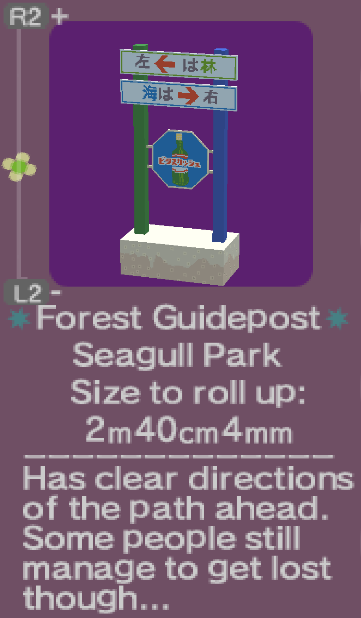 R2 +
左 ← は林
海は → 右
L2 -
Forest Guidepost
Seagull Park
Size to roll up:
2m40cm4mm
Has clear directions
of the path ahead.
Some people still
manage to get lost
though...